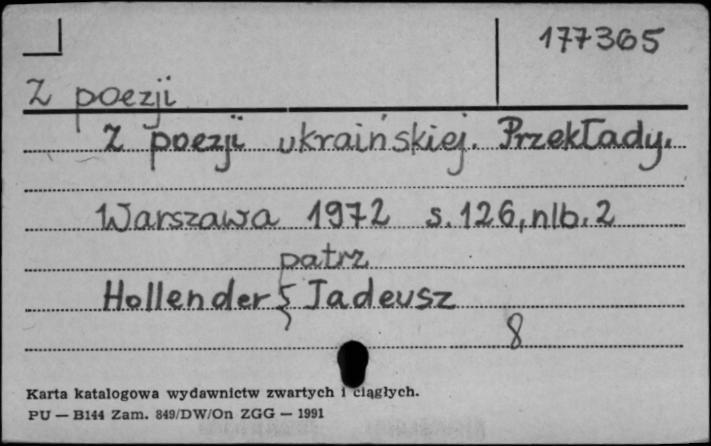 177365
Z poezji
Z poezji ukraińskiej. Przekłady.
Warszawa 1972 s. 126, nlb. 2
patrz
Hollender Tadeusz
8
Karta katalogowa wydawnictw zwartych i ciągłych.
PU — B144 Zam. 849/DW/On ZGG — 1991